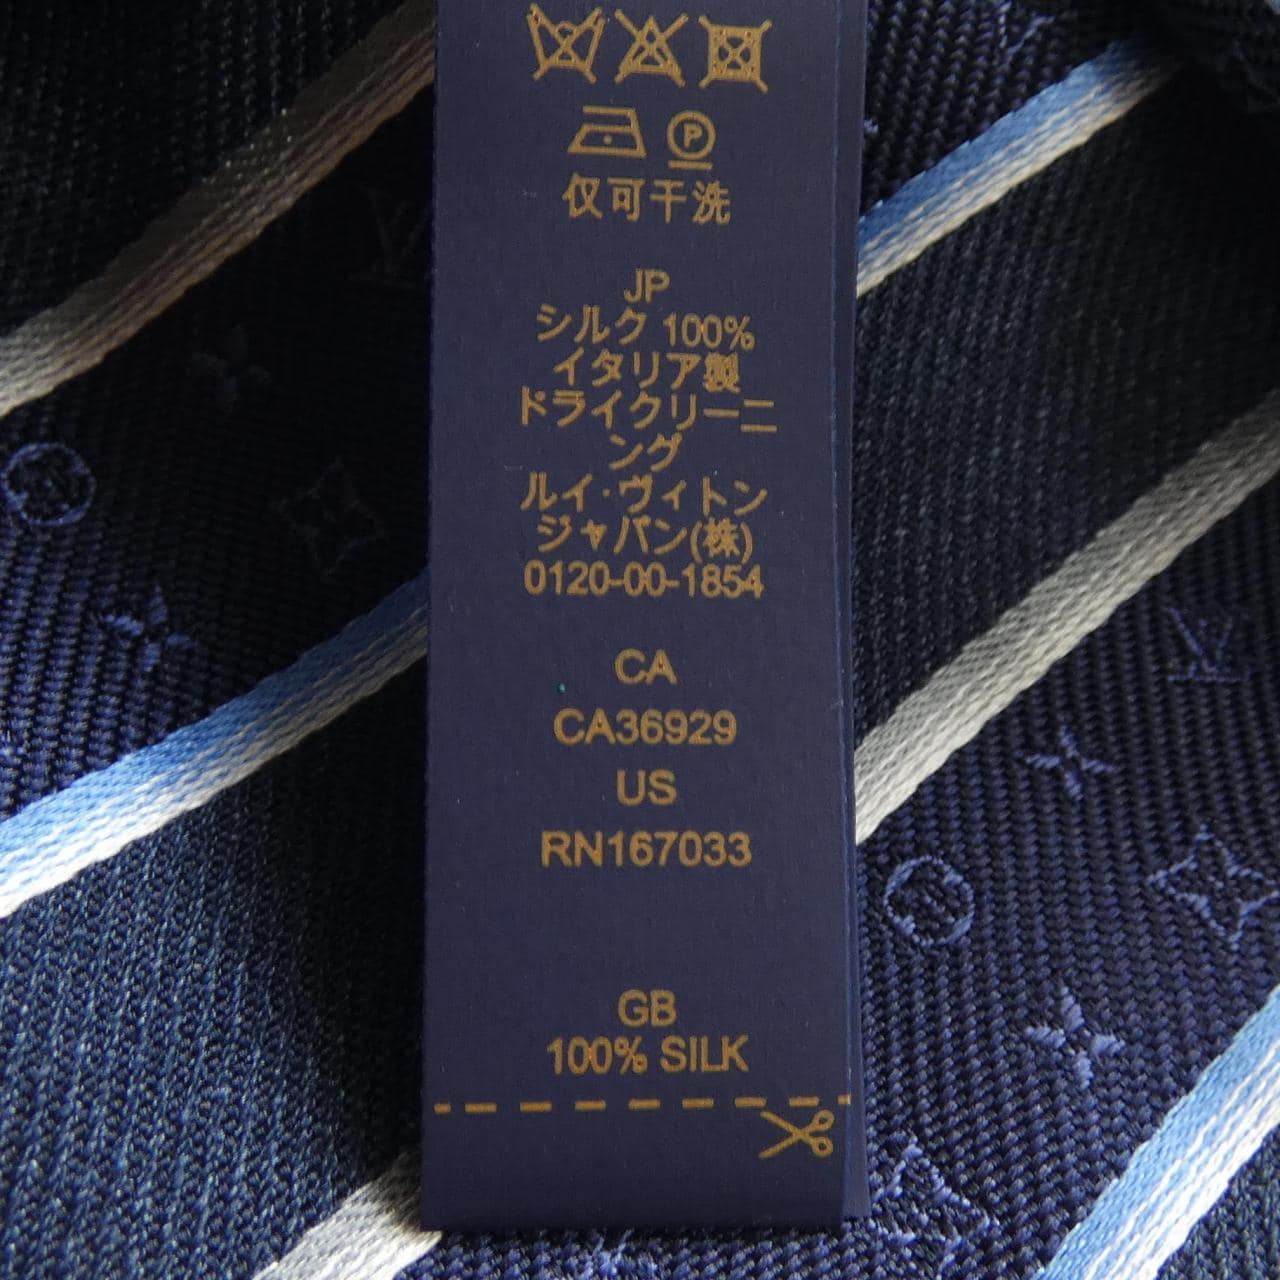 P
仅可干洗
JP
シルク 100%
イタリア製
ドライクリーニ
ング
ルイ・ヴィトン
ジャパン(株)
0120-00-1854
CA
CA36929
US
RN167033
GB
100% SILK